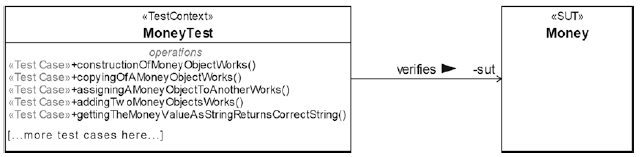 «TestContext»
MoneyTest
operations
«Test Case»+constructionOfMoneyObjectWorks()
«Test Case»+copyingOfAMoneyObjectWorks()
«Test Case»+assigningAMoneyObjectToAnotherWorks()
«Test Case»+addingTwoMoneyObjectsWorks()
«Test Case»+gettingTheMoneyValueAsStringReturnsCorrectString()
[...more test cases here...]
verifies ► -sut
«SUT»
Money